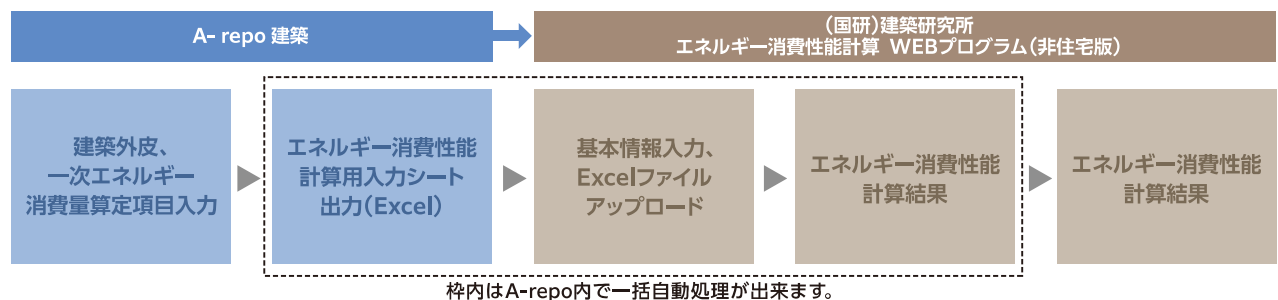 A- repo 建築
(国研)建築研究所
エネルギー消費性能計算 WEBプログラム(非住宅版)
建築外皮、
一次エネルギー
消費量算定項目入力
エネルギー消費性能
計算用入力シート
出力(Excel)
基本情報入力、
Excelファイル
アップロード
エネルギー消費性能
計算結果
エネルギー消費性能
計算結果
枠内はA-repo内で一括自動処理が出来ます。